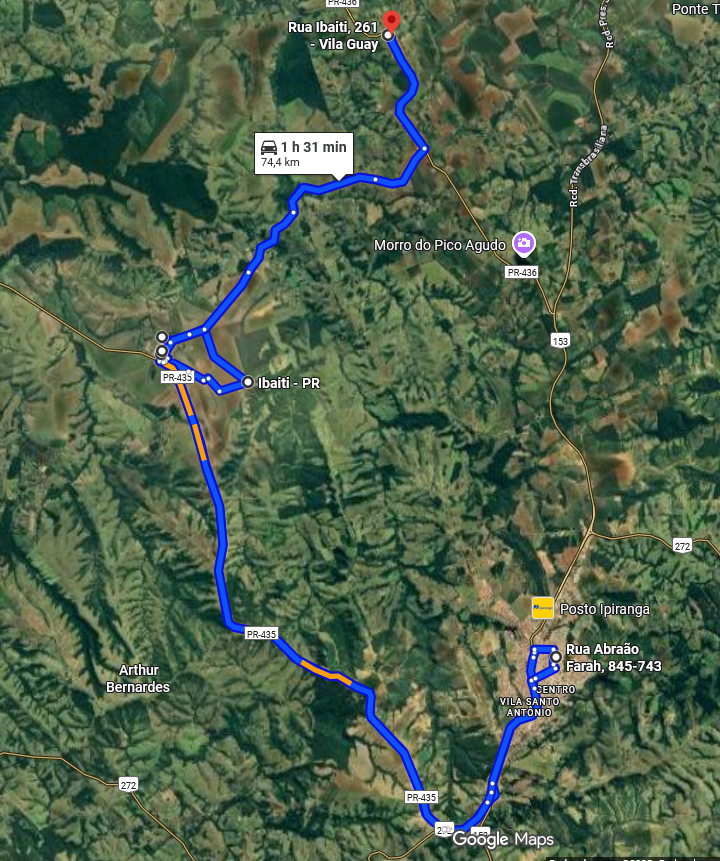 PR-436
Ponte T
Rua Ibaiti, 261
- Vila Guay
Rod. Pres
1 h 31 min
74,4 km
Rod. Transbrasiliana
Morro do Pico Agudo
PR-436
153
PR-435
Ibaiti - PR
272
Posto Ipiranga
PR-435
Rua Abraão
Farah, 845-743
Arthur
Bernardes
CENTRO
VILA SANTO
ANTÔNIO
272
PR-435
Google Maps